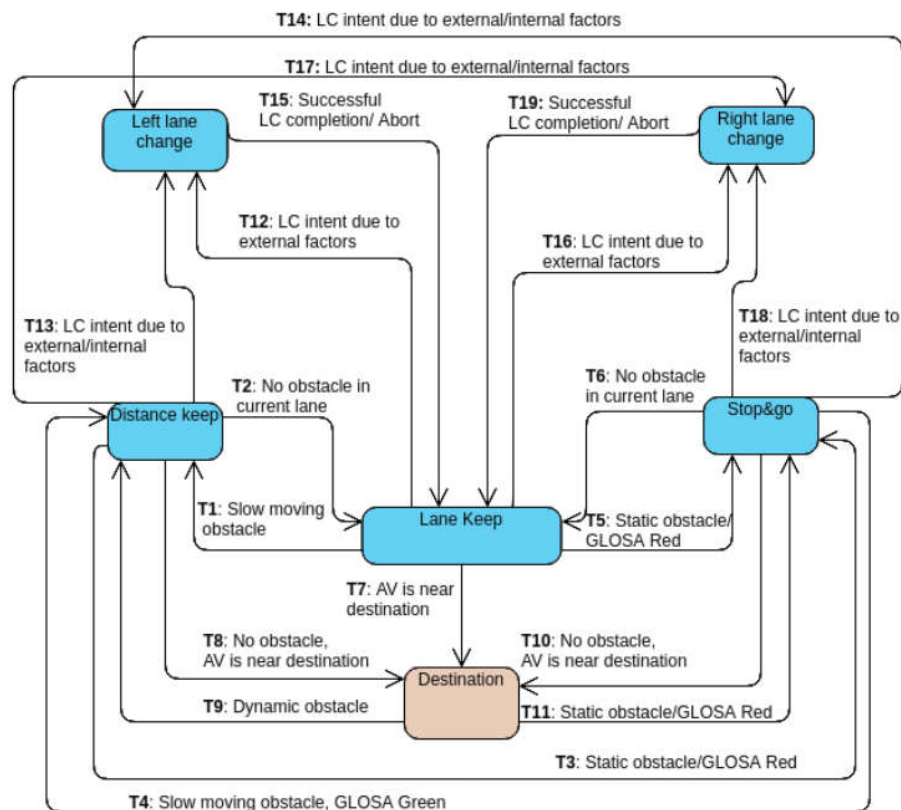 T14: LC intent due to external/internal factors
T17: LC intent due to external/internal factors
T15: Successful
LC completion/ Abort
T19: Successful
LC completion/ Abort
Left lane
change
Right lane
change
T12: LC intent due to
external factors
T16: LC intent due to
external factors
T13: LC intent due to
external/internal
factors
T18: LC intent due to
external/internal
factors
T2: No obstacle in
current lane
T6: No obstacle
in current lane
Distance keep
Stop&go
T1: Slow moving
obstacle
Lane Keep
T5: Static obstacle/
GLOSA Red
T7: AV is near
destination
T8: No obstacle,
AV is near destination
T10: No obstacle,
AV is near destination
Destination
T9: Dynamic obstacle
T11: Static obstacle/GLOSA Red
T3: Static obstacle/GLOSA Red
T4: Slow moving obstacle, GLOSA Green